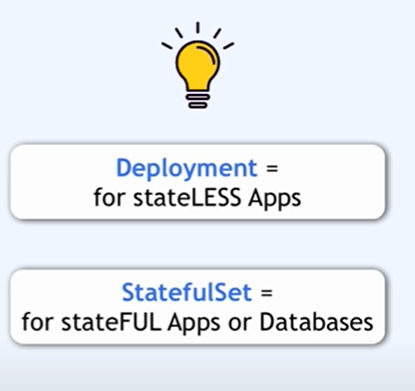 Deployment =
for stateLESS Apps
StatefulSet =
for stateFUL Apps or Databases